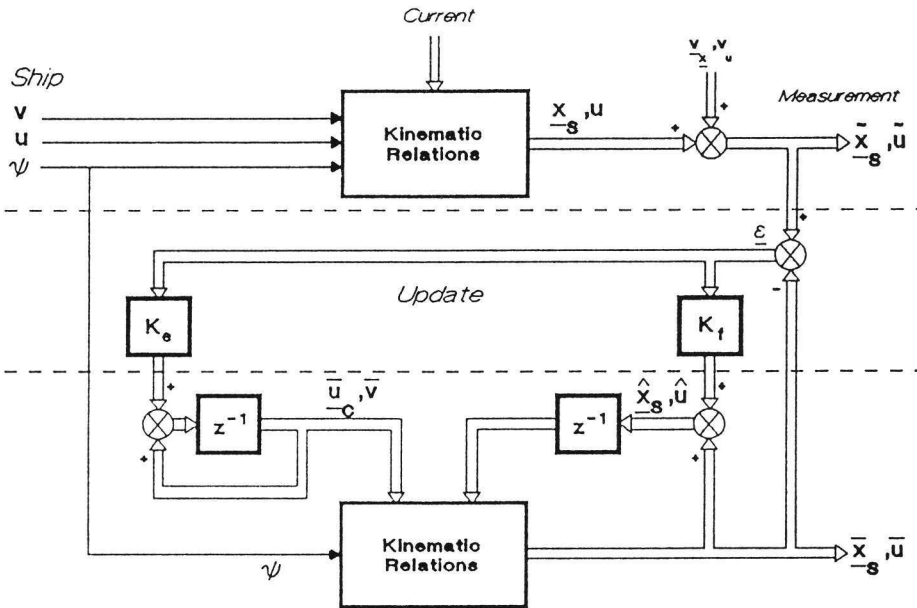 Current
Ship
v
u
ψ
Kinematic
Relations
x_s, u
v_x, v_u
+
+
Measurement
x̃_s, ũ
+
ε
-
Update
K_e
K_f
+
+
z⁻¹
ū_c, v̄
z⁻¹
x̂_s, û
+
+
Kinematic
Relations
ψ
x̄_s, ū